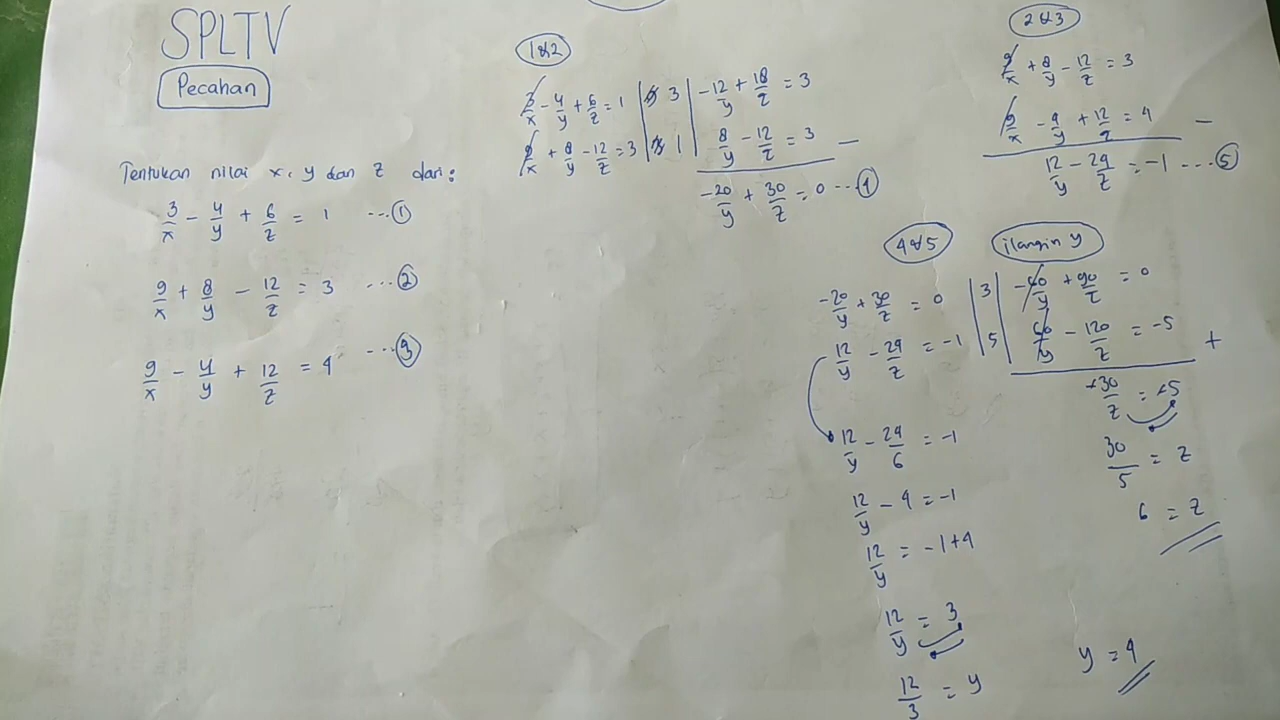 SPLTV
Pecahan
Tentukan nilai x, y dan z dari:
3/x - 4/y + 6/z = 1 ...①
9/x + 8/y - 12/z = 3 ...②
9/x - 4/y + 12/z = 4 ...③
1&2
3/x - 4/y + 6/z = 1 | 3 | -12/y + 18/z = 3
9/x + 8/y - 12/z = 3 | 1 | 8/y - 12/z = 3 -
-20/y + 30/z = 0 ...④
2&3
9/x + 8/y - 12/z = 3
9/x - 4/y + 12/z = 4 -
12/y - 24/z = -1 ...⑤
4&5
ilangin y
-20/y + 30/z = 0 | 3 | -60/y + 90/z = 0
12/y - 24/z = -1 | 5 | 60/y - 120/z = -5 +
-30/z = -5
30/5 = z
6 = z
12/y - 24/6 = -1
12/y - 4 = -1
12/y = -1+4
12/y = 3
12/3 = y
y = 4